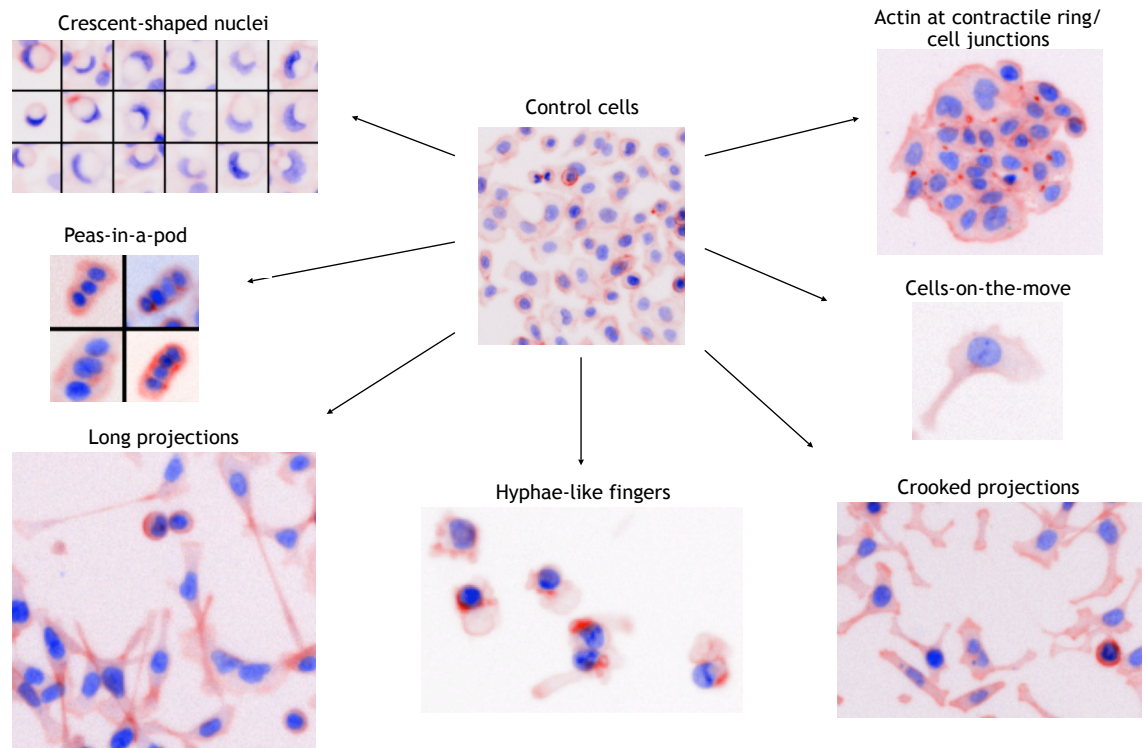 Crescent-shaped nuclei
Actin at contractile ring/
cell junctions
Control cells
Peas-in-a-pod
Cells-on-the-move
Long projections
Hyphae-like fingers
Crooked projections